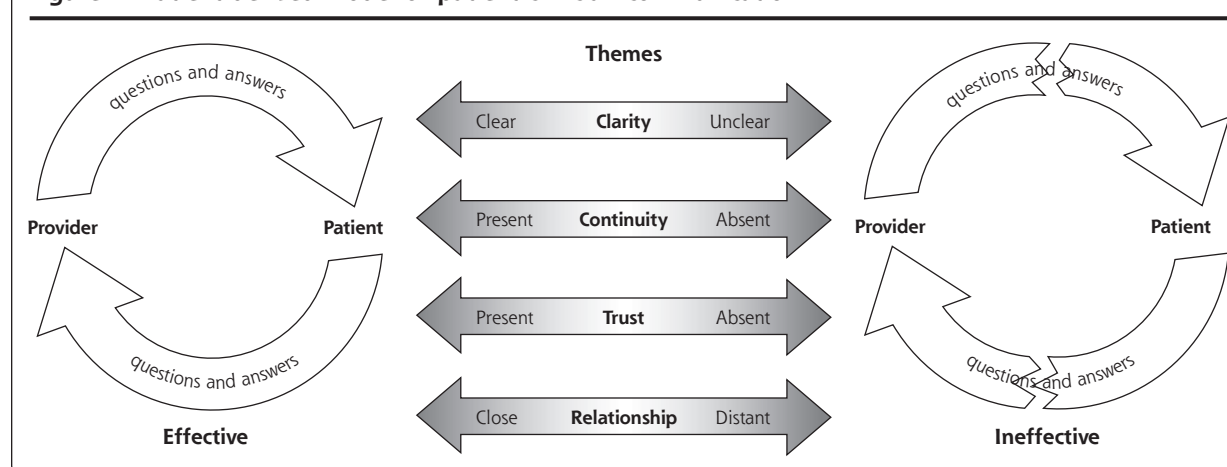 Themes
questions and answers
Clear Clarity Unclear
questions and answers
Present Continuity Absent
Provider Patient
Provider Patient
Present Trust Absent
questions and answers
questions and answers
Close Relationship Distant
Effective
Ineffective